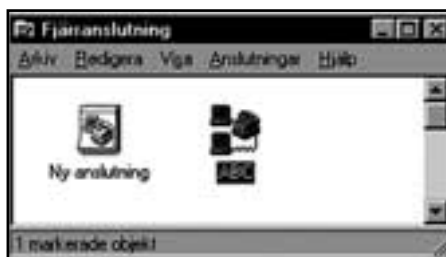 Fjärranslutning
Arkiv Redigera Visa Anslutningar Hjälp
Ny anslutning ABC
1 markerade objekt